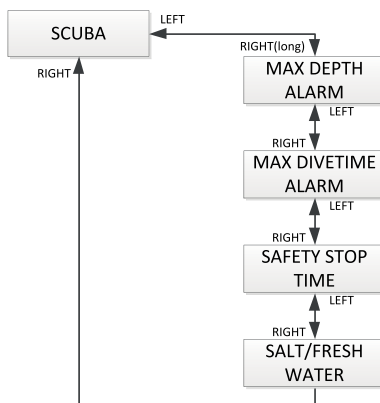 SCUBA
LEFT
RIGHT(long)
RIGHT
MAX DEPTH
ALARM
LEFT
RIGHT
MAX DIVETIME
ALARM
LEFT
RIGHT
SAFETY STOP
TIME
LEFT
RIGHT
SALT/FRESH
WATER